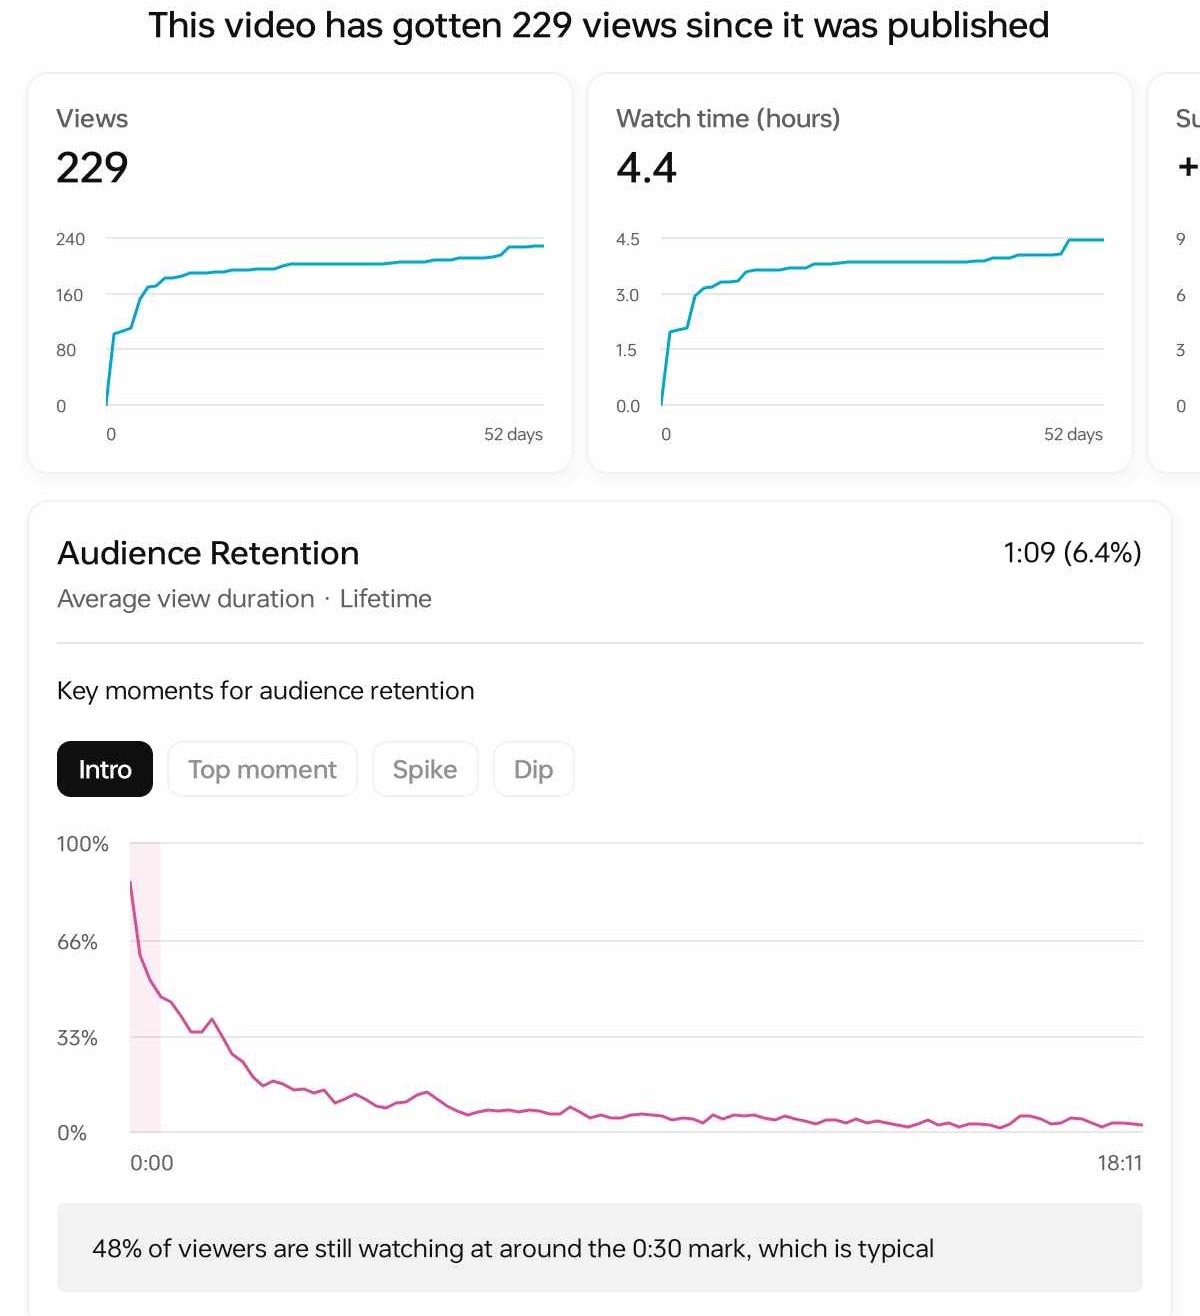 This video has gotten 229 views since it was published
Views
229
240
160
80
0
0
52 days
Watch time (hours)
4.4
4.5
3.0
1.5
0.0
0
52 days
+
9
6
3
0
Audience Retention
1:09 (6.4%)
Average view duration · Lifetime
Key moments for audience retention
Intro
Top moment
Spike
Dip
100%
66%
33%
0%
0:00
18:11
48% of viewers are still watching at around the 0:30 mark, which is typical